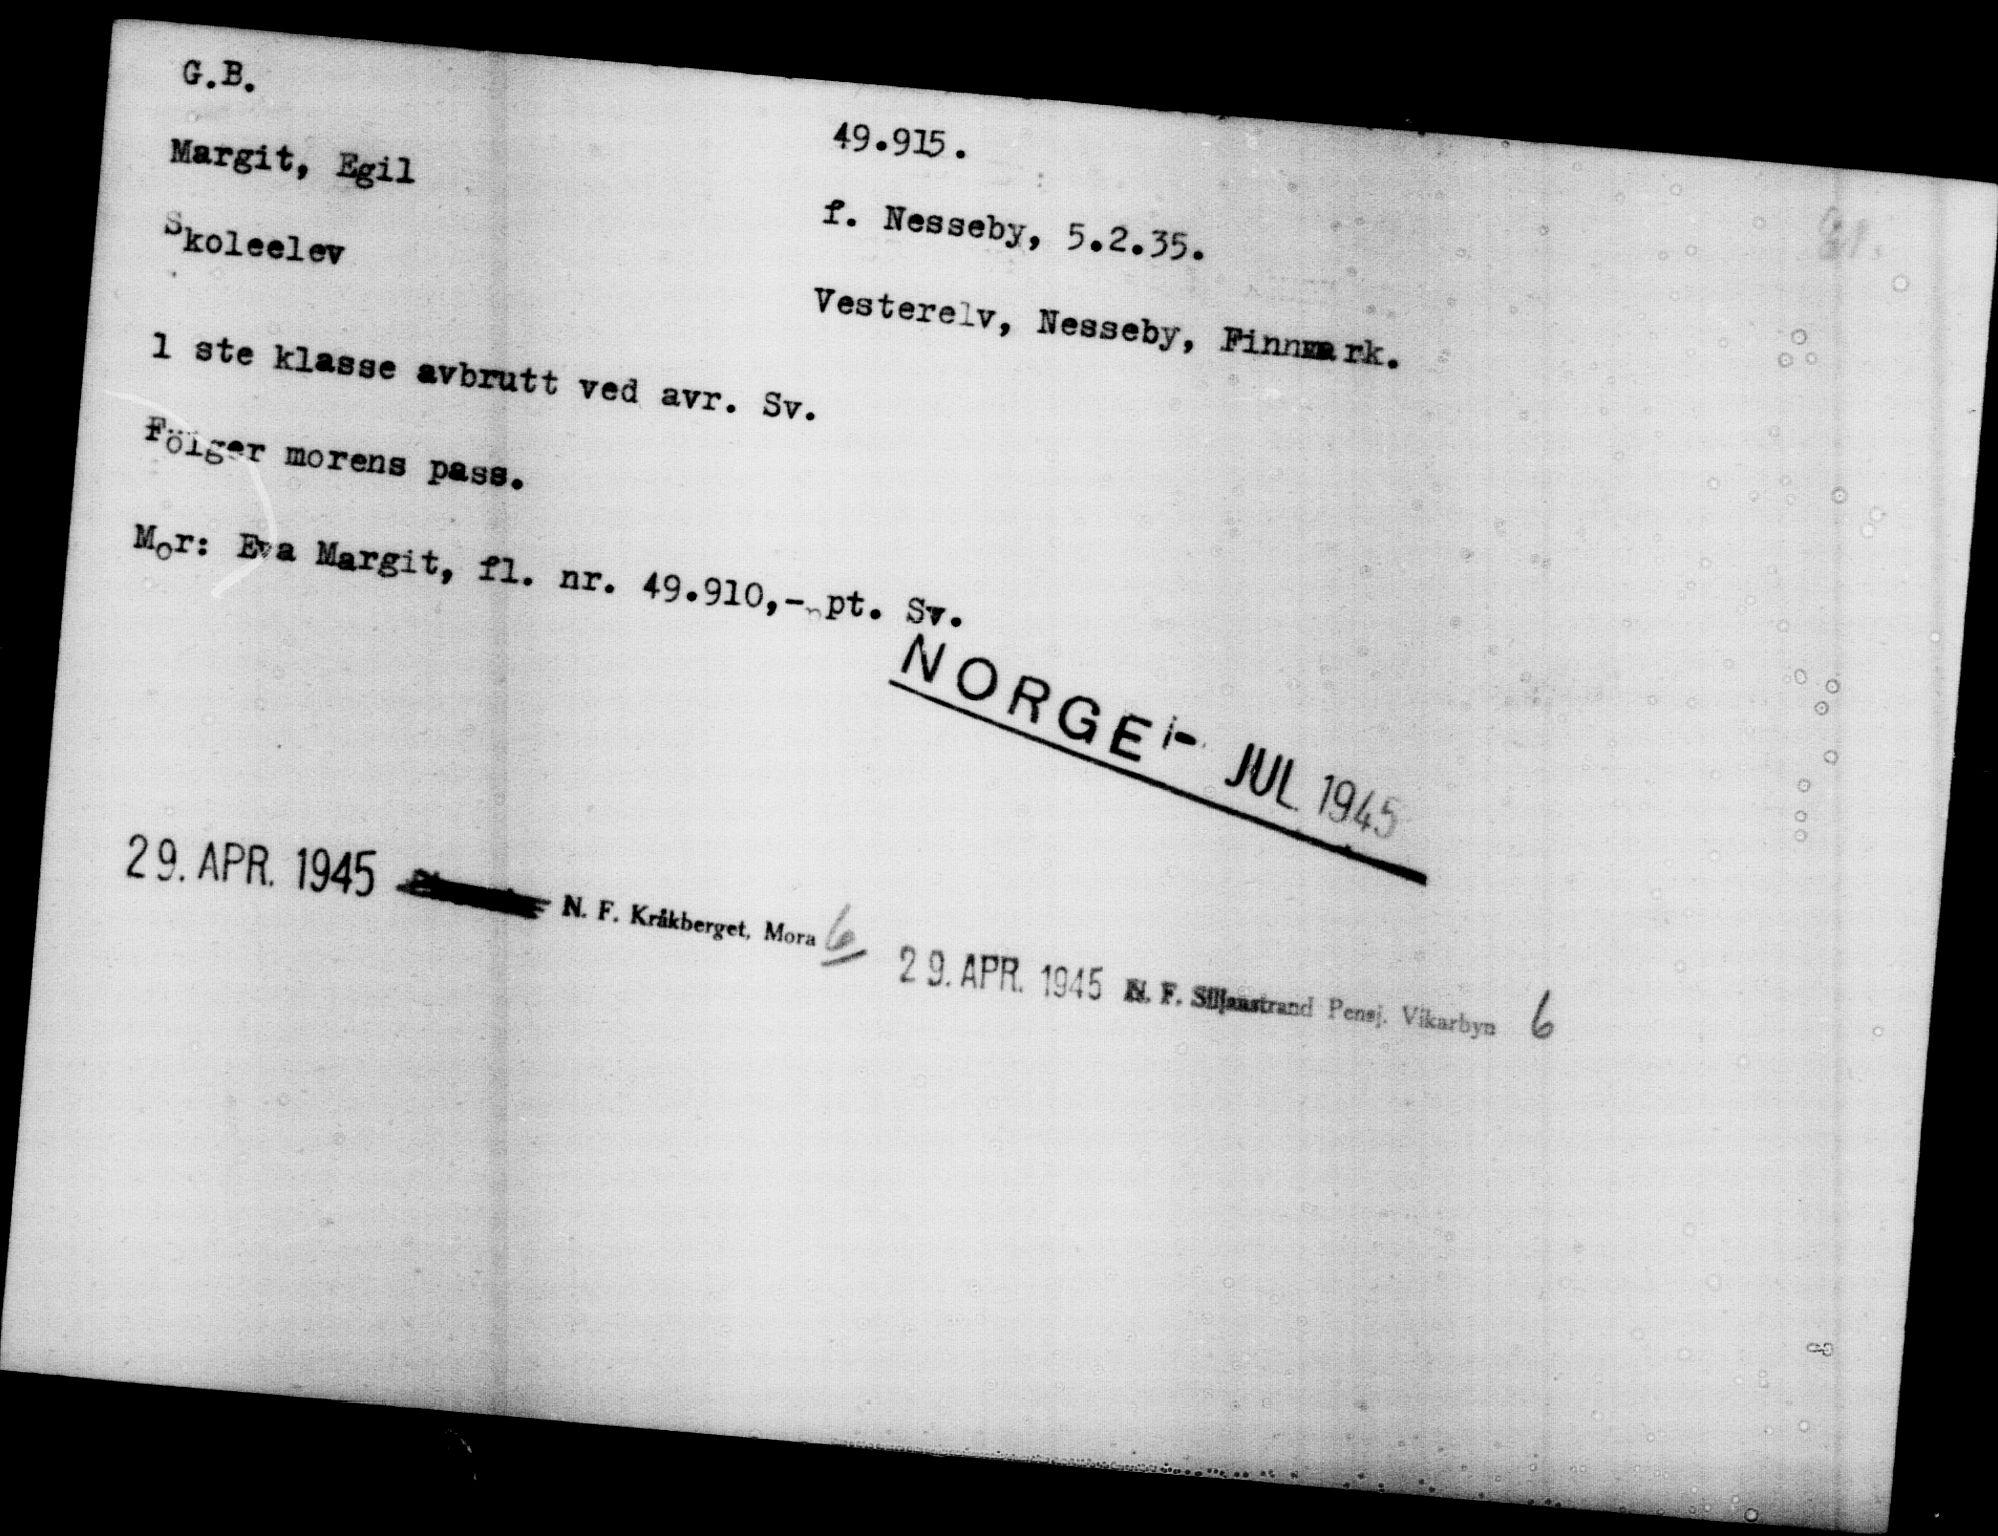 G.B.
49.915.
Margit, Egil
f. Nesseby, 5.2.35.
Skoleelev
Vesterelv, Nesseby, Finnmark.
1 ste klasse avbrutt ved avr. Sv.
Fölger morens pass.
Mor: Eva Margit, fl. nr. 49.910,- pt. Sv.
NORGE JUL 1945
29. APR. 1945 N. F. Kråkberget, Mora 6
29. APR. 1945 N. F. Siljanstrand Pensj. Vikarbyn 6